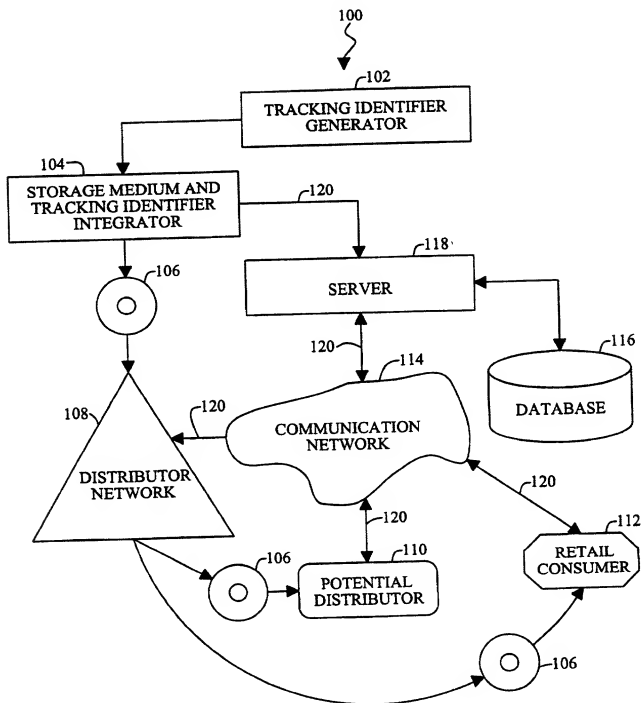 100
102
TRACKING IDENTIFIER
GENERATOR
104
STORAGE MEDIUM AND
TRACKING IDENTIFIER
INTEGRATOR
120
118
SERVER
106
120
114
116
DATABASE
108
120
COMMUNICATION
NETWORK
DISTRIBUTOR
NETWORK
120
120
112
RETAIL
CONSUMER
106
110
POTENTIAL
DISTRIBUTOR
106